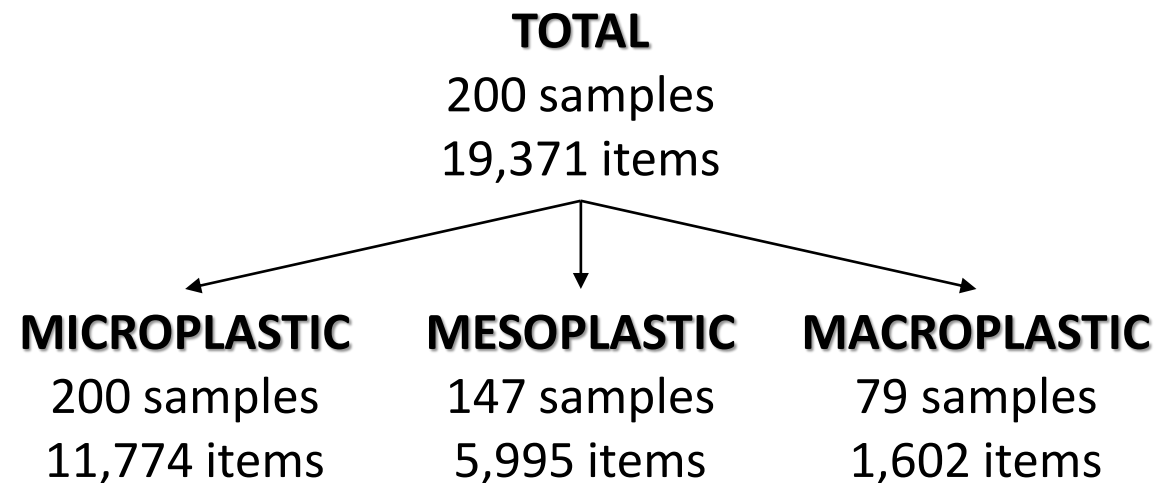 TOTAL
200 samples
19,371 items
MICROPLASTIC
200 samples
11,774 items
MESOPLASTIC
147 samples
5,995 items
MACROPLASTIC
79 samples
1,602 items